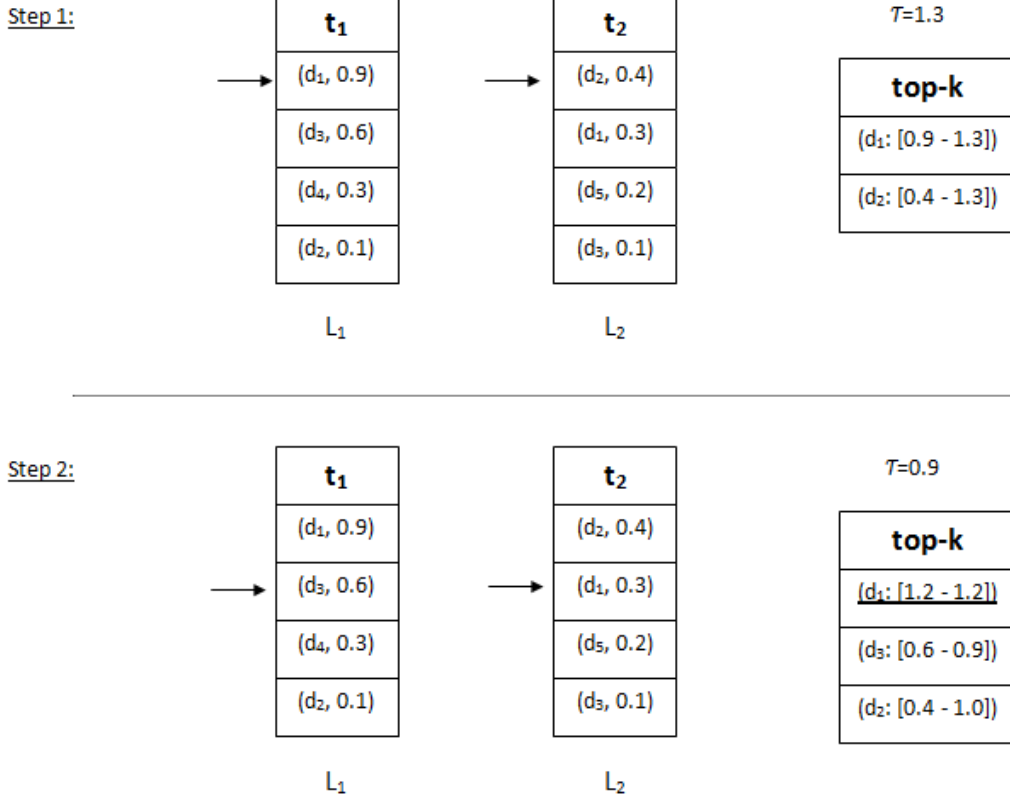 Step 1:
t₁
(d₁, 0.9)
(d₃, 0.6)
(d₄, 0.3)
(d₂, 0.1)
L₁
t₂
(d₂, 0.4)
(d₁, 0.3)
(d₅, 0.2)
(d₃, 0.1)
L₂
T=1.3
top-k
(d₁: [0.9 - 1.3])
(d₂: [0.4 - 1.3])
Step 2:
t₁
(d₁, 0.9)
(d₃, 0.6)
(d₄, 0.3)
(d₂, 0.1)
L₁
t₂
(d₂, 0.4)
(d₁, 0.3)
(d₅, 0.2)
(d₃, 0.1)
L₂
T=0.9
top-k
(d₁: [1.2 - 1.2])
(d₃: [0.6 - 0.9])
(d₂: [0.4 - 1.0])